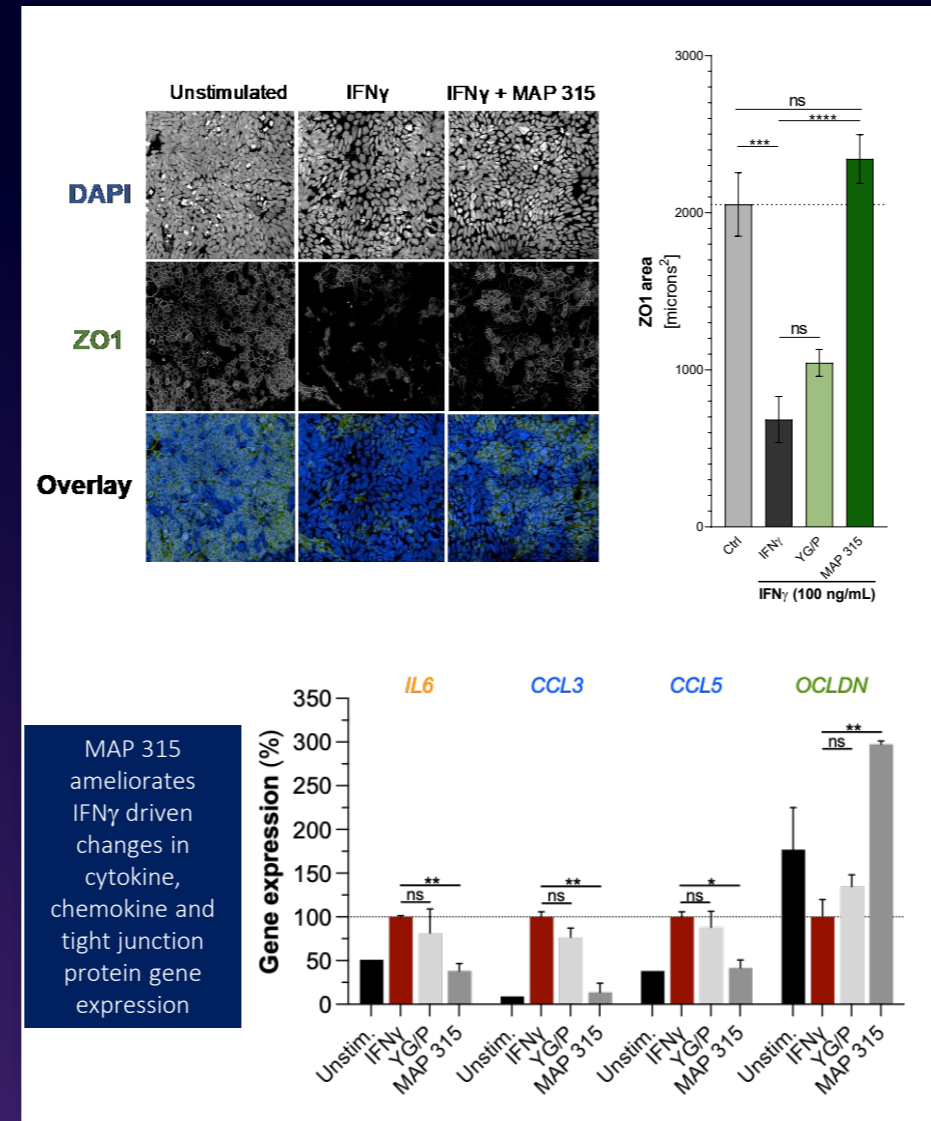 Unstimulated IFNγ IFNγ + MAP 315
DAPI
ZO1
Overlay
3000
2000
1000
0
ZO1 area
[microns²]
ns
***
****
ns
Ctrl
IFNγ
YG/P
MAP 315
IFNγ (100 ng/mL)
MAP 315
ameliorates
IFNγ driven
changes in
cytokine,
chemokine and
tight junction
protein gene
expression
IL6 CCL3 CCL5 OCLDN
Gene expression (%)
350
300
250
200
150
100
50
0
**
ns
**
ns
*
ns
**
ns
Unstim.
IFNγ
YG/P
MAP 315
Unstim.
IFNγ
YG/P
MAP 315
Unstim.
IFNγ
YG/P
MAP 315
Unstim.
IFNγ
YG/P
MAP 315